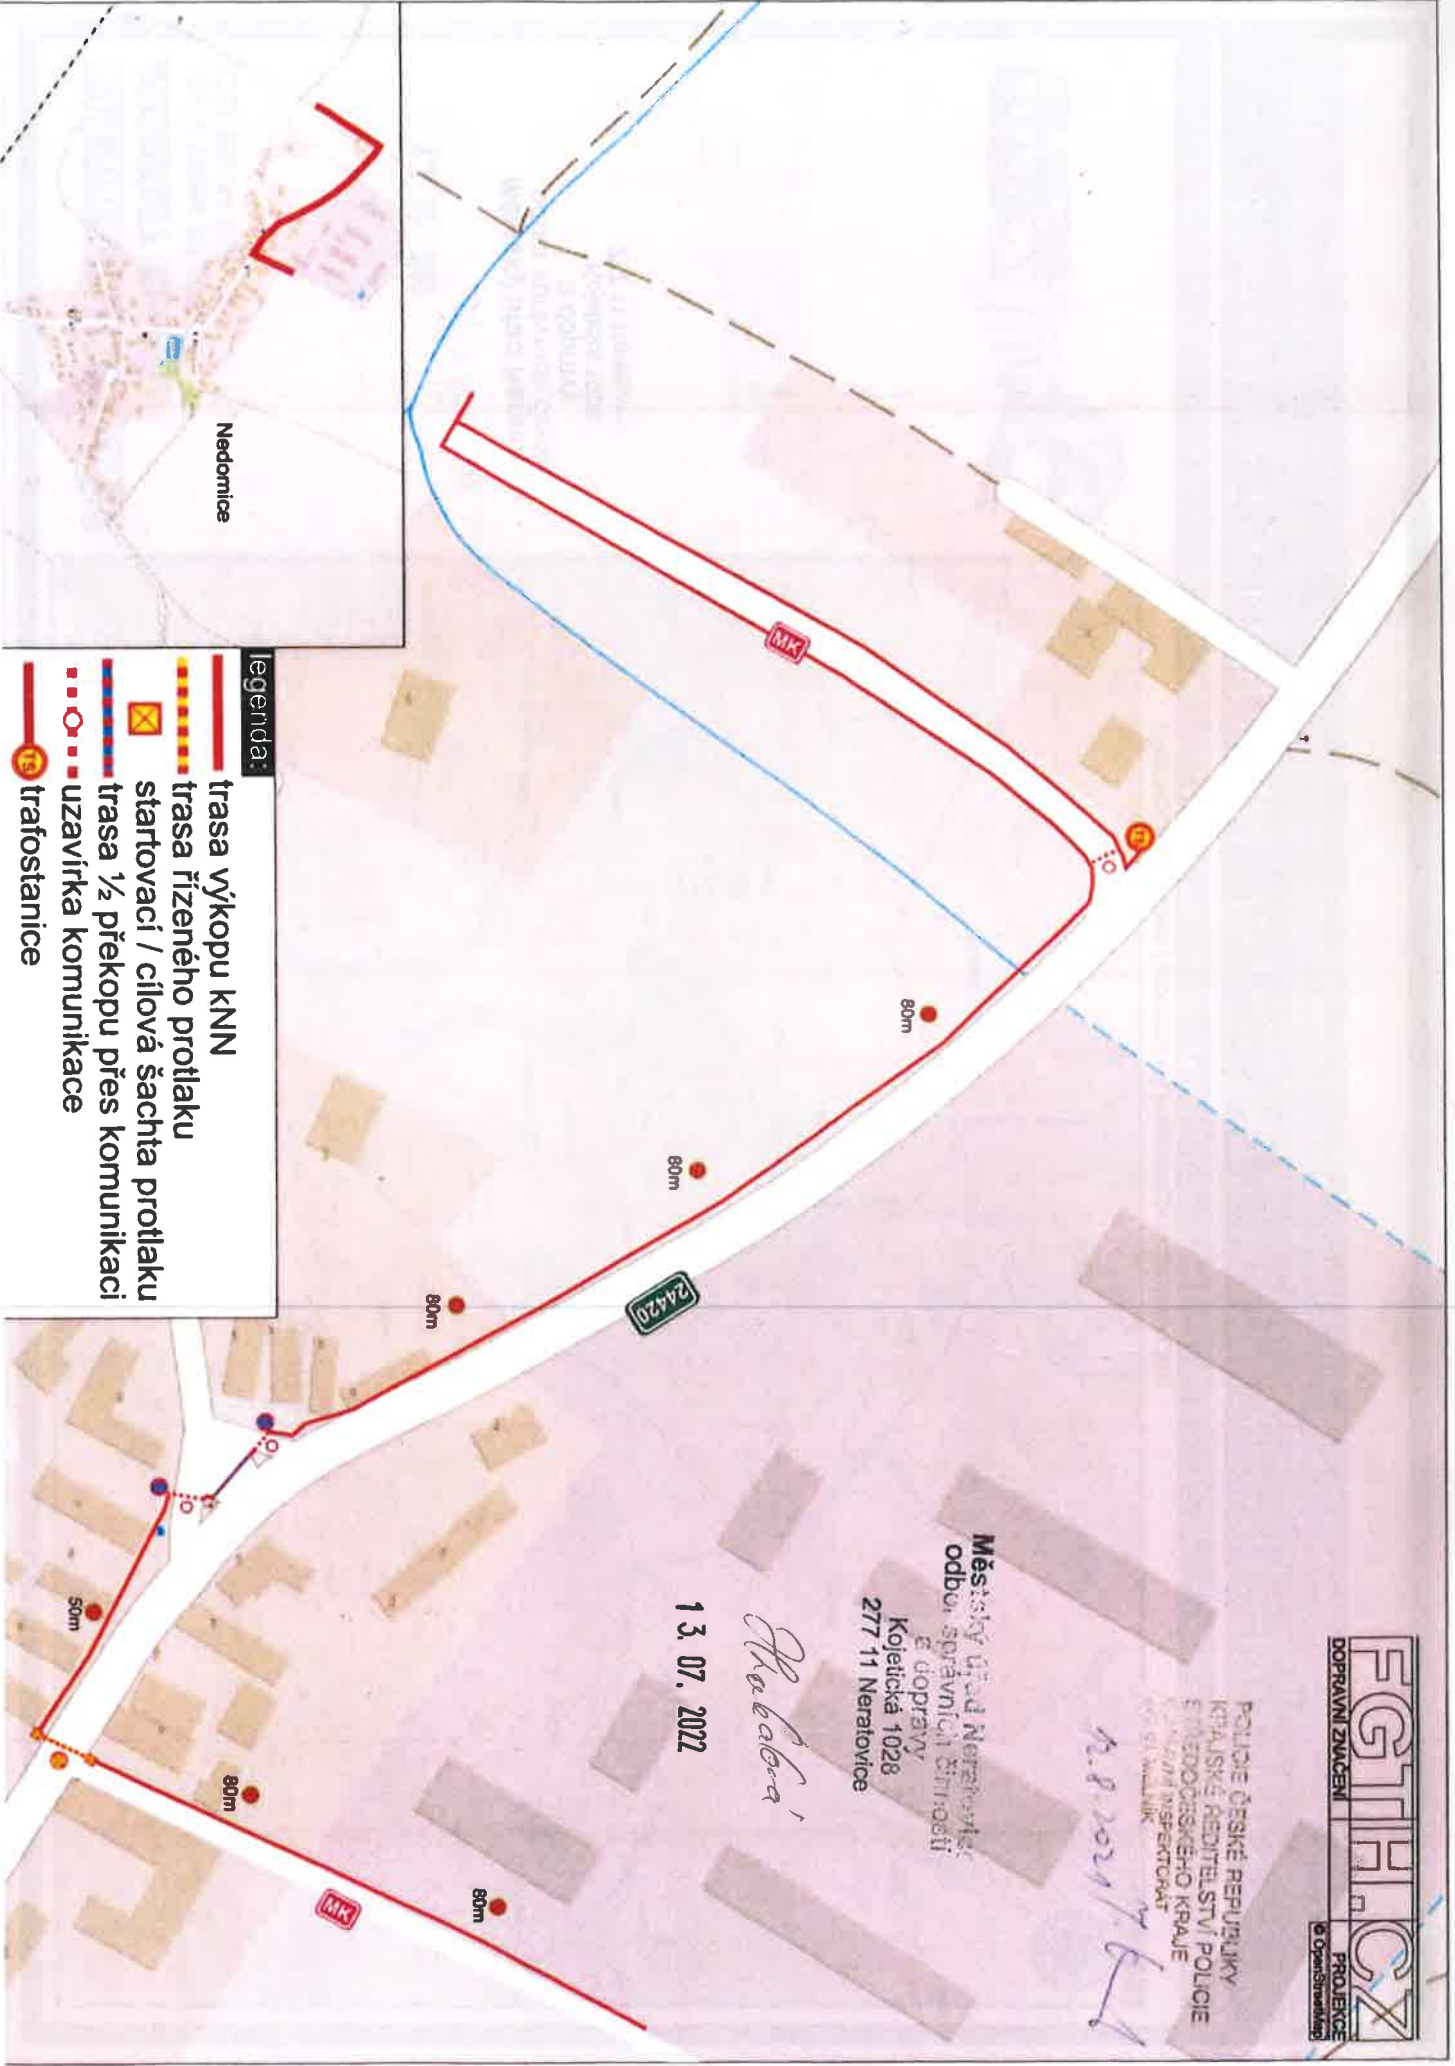 FGTH.CZ
DOPRAVNÍ ZNAČENÍ
PROJEKCE
© OpenStreetMap
POLICIE ČESKÉ REPUBLIKY
KRAJSKÉ ŘEDITELSTVÍ POLICIE
STŘEDOČESKÉHO KRAJE
INSPEKTORÁT
Městský úřad Neratovice
odbor správních činností
a dopravy
Kojetická 1028
277 11 Neratovice
13. 07. 2022
MK
TS
80m
80m
24420
80m
50m
80m
80m
MK
Nedomice
legenda:
trasa výkopu kNN
trasa řízeného protlaku
startovací / cílová šachta protlaku
trasa ½ překopu přes komunikaci
uzavírka komunikace
TS trafostanice